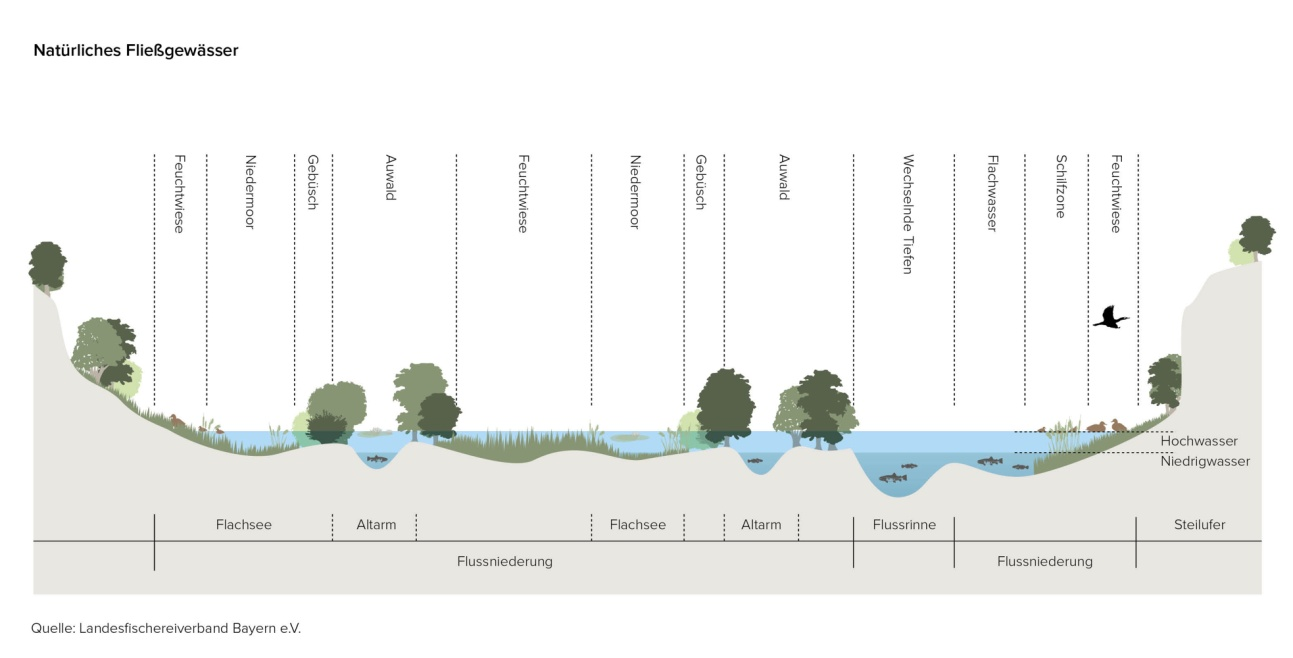 Natürliches Fließgewässer
Feuchtwiese
Niedermoor
Gebüsch
Auwald
Feuchtwiese
Niedermoor
Gebüsch
Auwald
Wechselnde Tiefen
Flachwasser
Schilfzone
Feuchtwiese
Hochwasser
Niedrigwasser
Flachsee
Altarm
Flachsee
Altarm
Flussrinne
Steilufer
Flussniederung
Flussniederung
Quelle: Landesfischereiverband Bayern e.V.